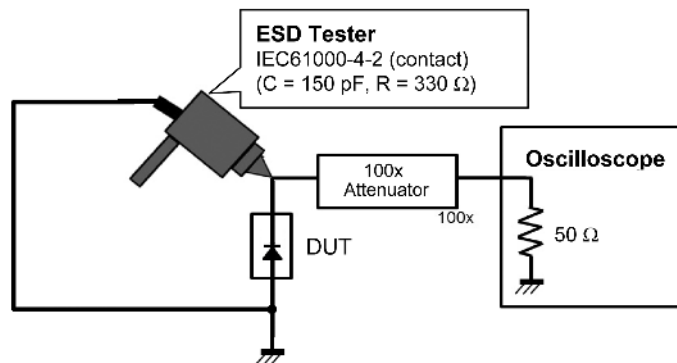 ESD Tester
IEC61000-4-2 (contact)
(C = 150 pF, R = 330 Ω)
100x
Attenuator
100x
Oscilloscope
50 Ω
DUT